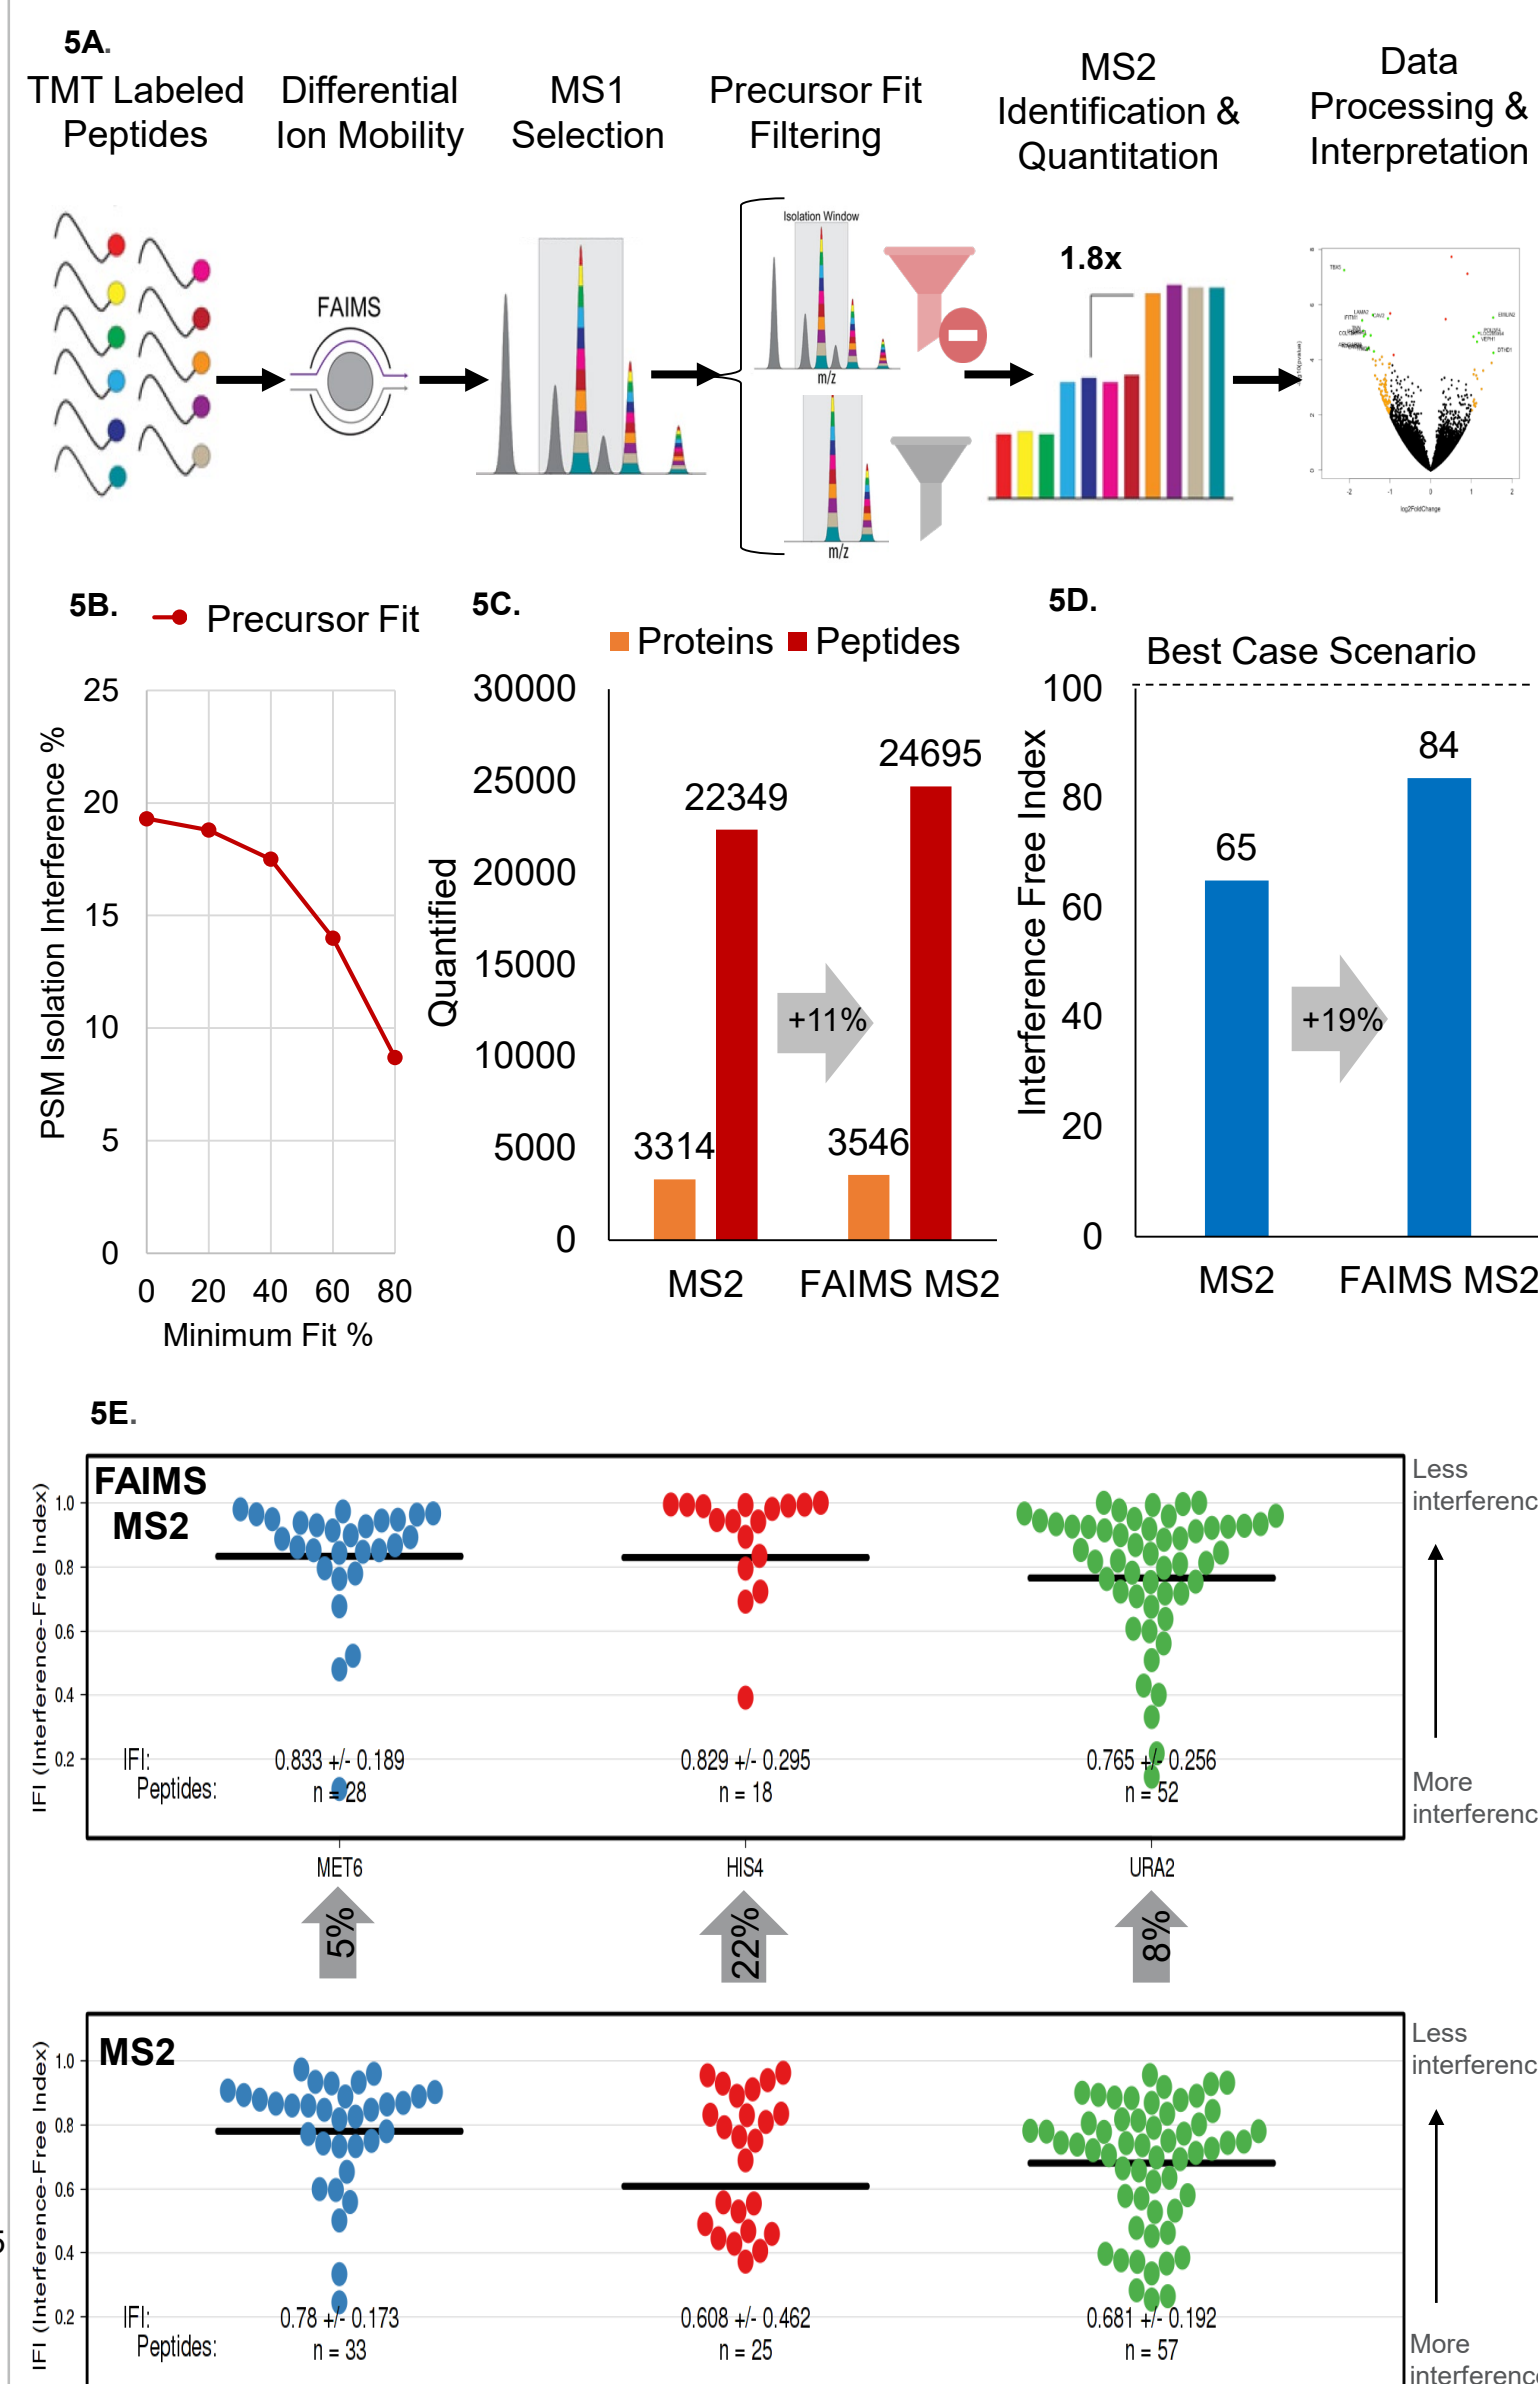 5A.
TMT Labeled
Peptides
Differential
Ion Mobility
MS1
Selection
Precursor Fit
Filtering
MS2
Identification &
Quantitation
Data
Processing &
Interpretation
FAIMS
Isolation Window
m/z
m/z
1.8x
log2FoldChange
-2 -1 0 1 2
5B.
Precursor Fit
PSM Isolation Interference %
25
20
15
10
5
0
0 20 40 60 80
Minimum Fit %
5C.
Proteins Peptides
Quantified
30000
25000
20000
15000
10000
5000
0
3314
22349
+11%
3546
24695
MS2 FAIMS MS2
5D.
Best Case Scenario
Interference Free Index
100
80
60
40
20
0
65
+19%
84
MS2 FAIMS MS2
5E.
FAIMS
MS2
IFI (Interference-Free Index)
1.0
0.8
0.6
0.4
0.2
IFI: 0.833 +/- 0.189 0.829 +/- 0.295 0.765 +/- 0.256
Peptides: n = 28 n = 18 n = 52
Less
interferenc
More
interferenc
MET6 HIS4 URA2
5% 22% 8%
MS2
IFI (Interference-Free Index)
1.0
0.8
0.6
0.4
0.2
IFI: 0.78 +/- 0.173 0.608 +/- 0.462 0.681 +/- 0.192
Peptides: n = 33 n = 25 n = 57
Less
interferenc
More
interference